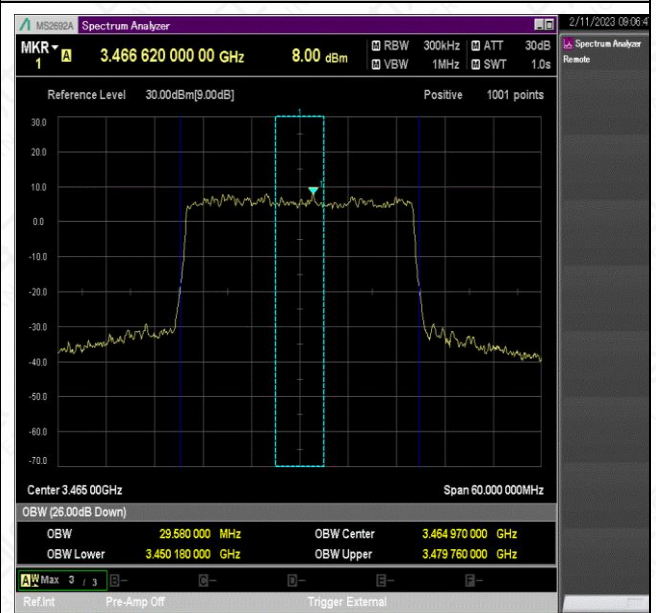 MS2692A Spectrum Analyzer
2/11/2023 09:06:4
MKR A 3.466 620 000 00 GHz 8.00 dBm M RBW 300kHz M ATT 30dB
1 M VBW 1MHz M SWT 1.0s
Spectrum Analyzer
Remote
Reference Level 30.00dBm[9.00dB] Positive 1001 points
1
30.0
20.0
10.0
1
0.0
-10.0
-20.0
-30.0
-40.0
-50.0
-60.0
-70.0
Center 3.465 00GHz Span 60.000 000MHz
OBW (26.00dB Down)
OBW 29.580 000 MHz OBW Center 3.464 970 000 GHz
OBW Lower 3.450 180 000 GHz OBW Upper 3.479 760 000 GHz
A W Max 3 / 3 B- C- D- E- F-
Ref.Int Pre-Amp Off Trigger External